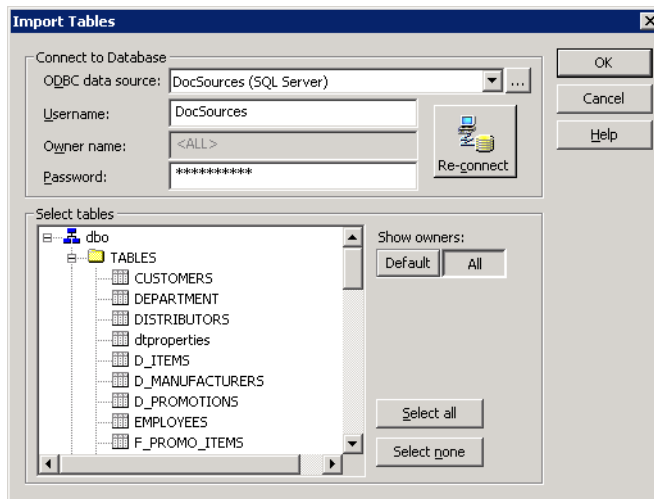 Import Tables
Connect to Database
ODBC data source: DocSources (SQL Server) ...
Username: DocSources
Owner name: <ALL>
Password: **********
Re-connect
OK
Cancel
Help
Select tables
dbo
TABLES
CUSTOMERS
DEPARTMENT
DISTRIBUTORS
dtproperties
D_ITEMS
D_MANUFACTURERS
D_PROMOTIONS
EMPLOYEES
F_PROMO_ITEMS
Show owners:
Default All
Select all
Select none